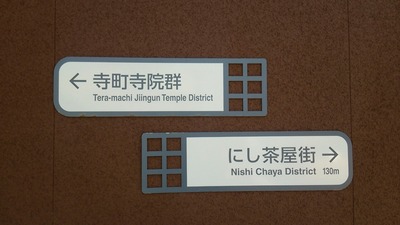 ← 寺町寺院群
Tera-machi Jiingun Temple District
にし茶屋街 →
Nishi Chaya District 130m